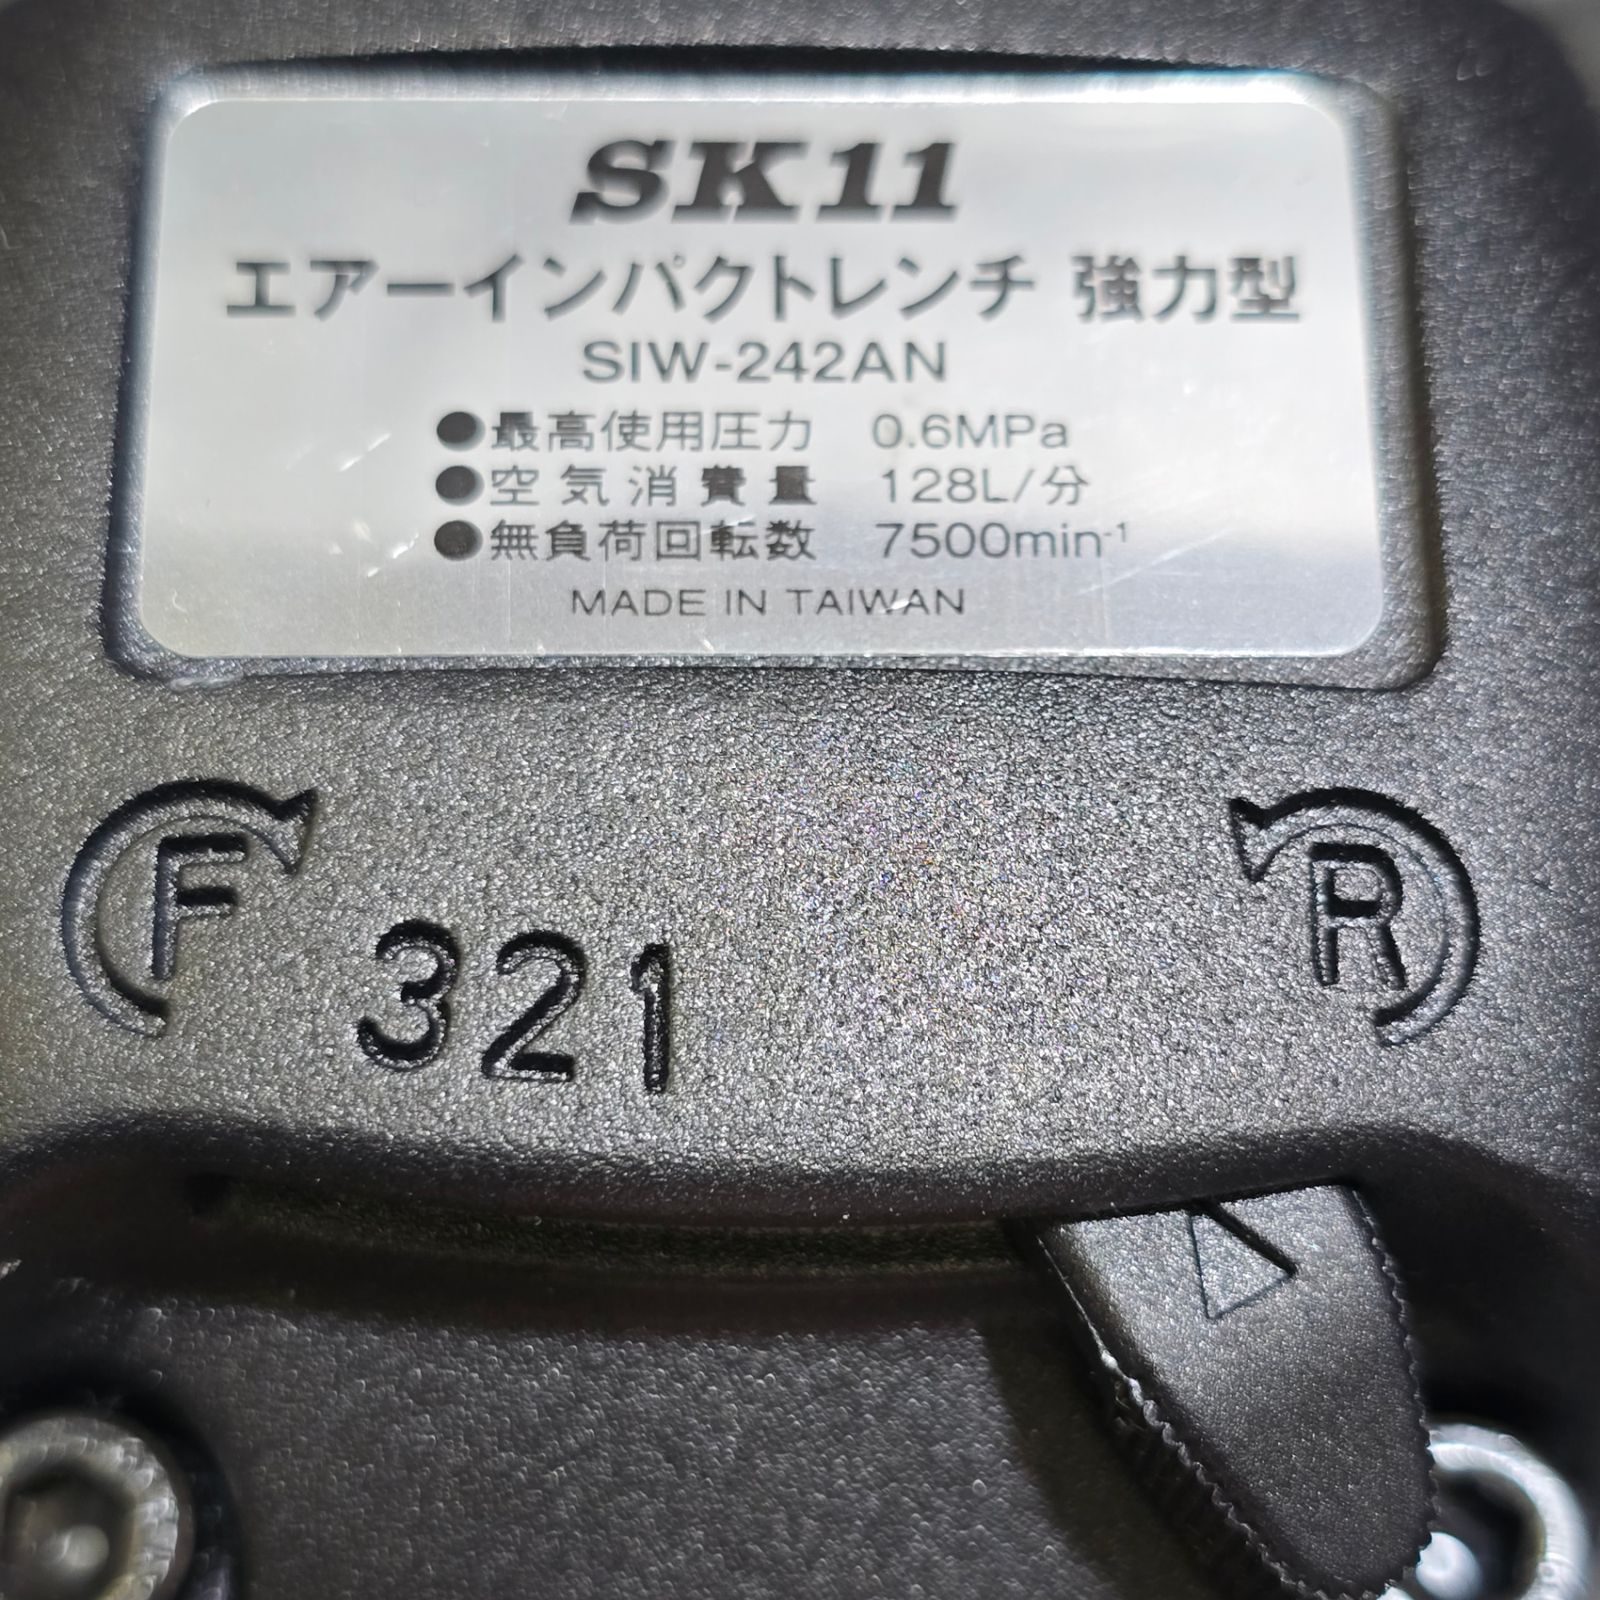 SK11
エアーインパクトレンチ 強力型
SIW-242AN
●最高使用圧力 0.6MPa
●空気消費量 128L/分
●無負荷回転数 7500min⁻¹
MADE IN TAIWAN
F R
321